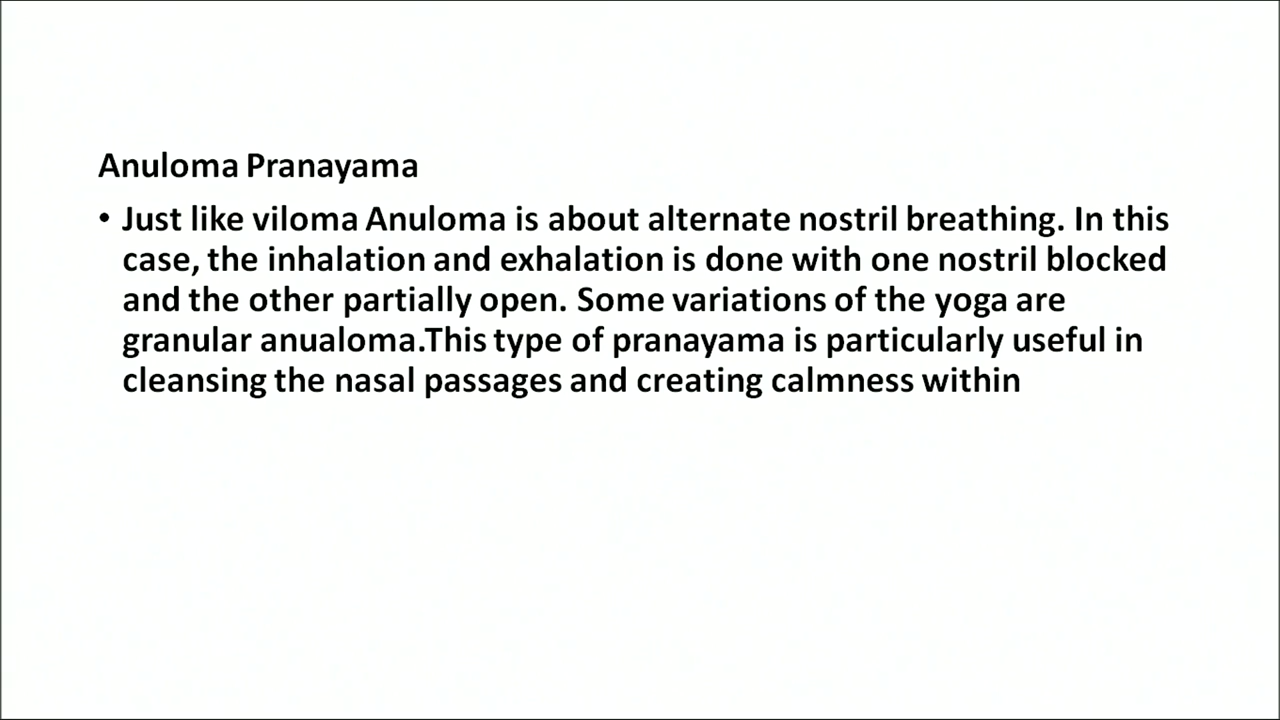 Anuloma Pranayama
• Just like viloma Anuloma is about alternate nostril breathing. In this
case, the inhalation and exhalation is done with one nostril blocked
and the other partially open. Some variations of the yoga are
granular anualoma.This type of pranayama is particularly useful in
cleansing the nasal passages and creating calmness within